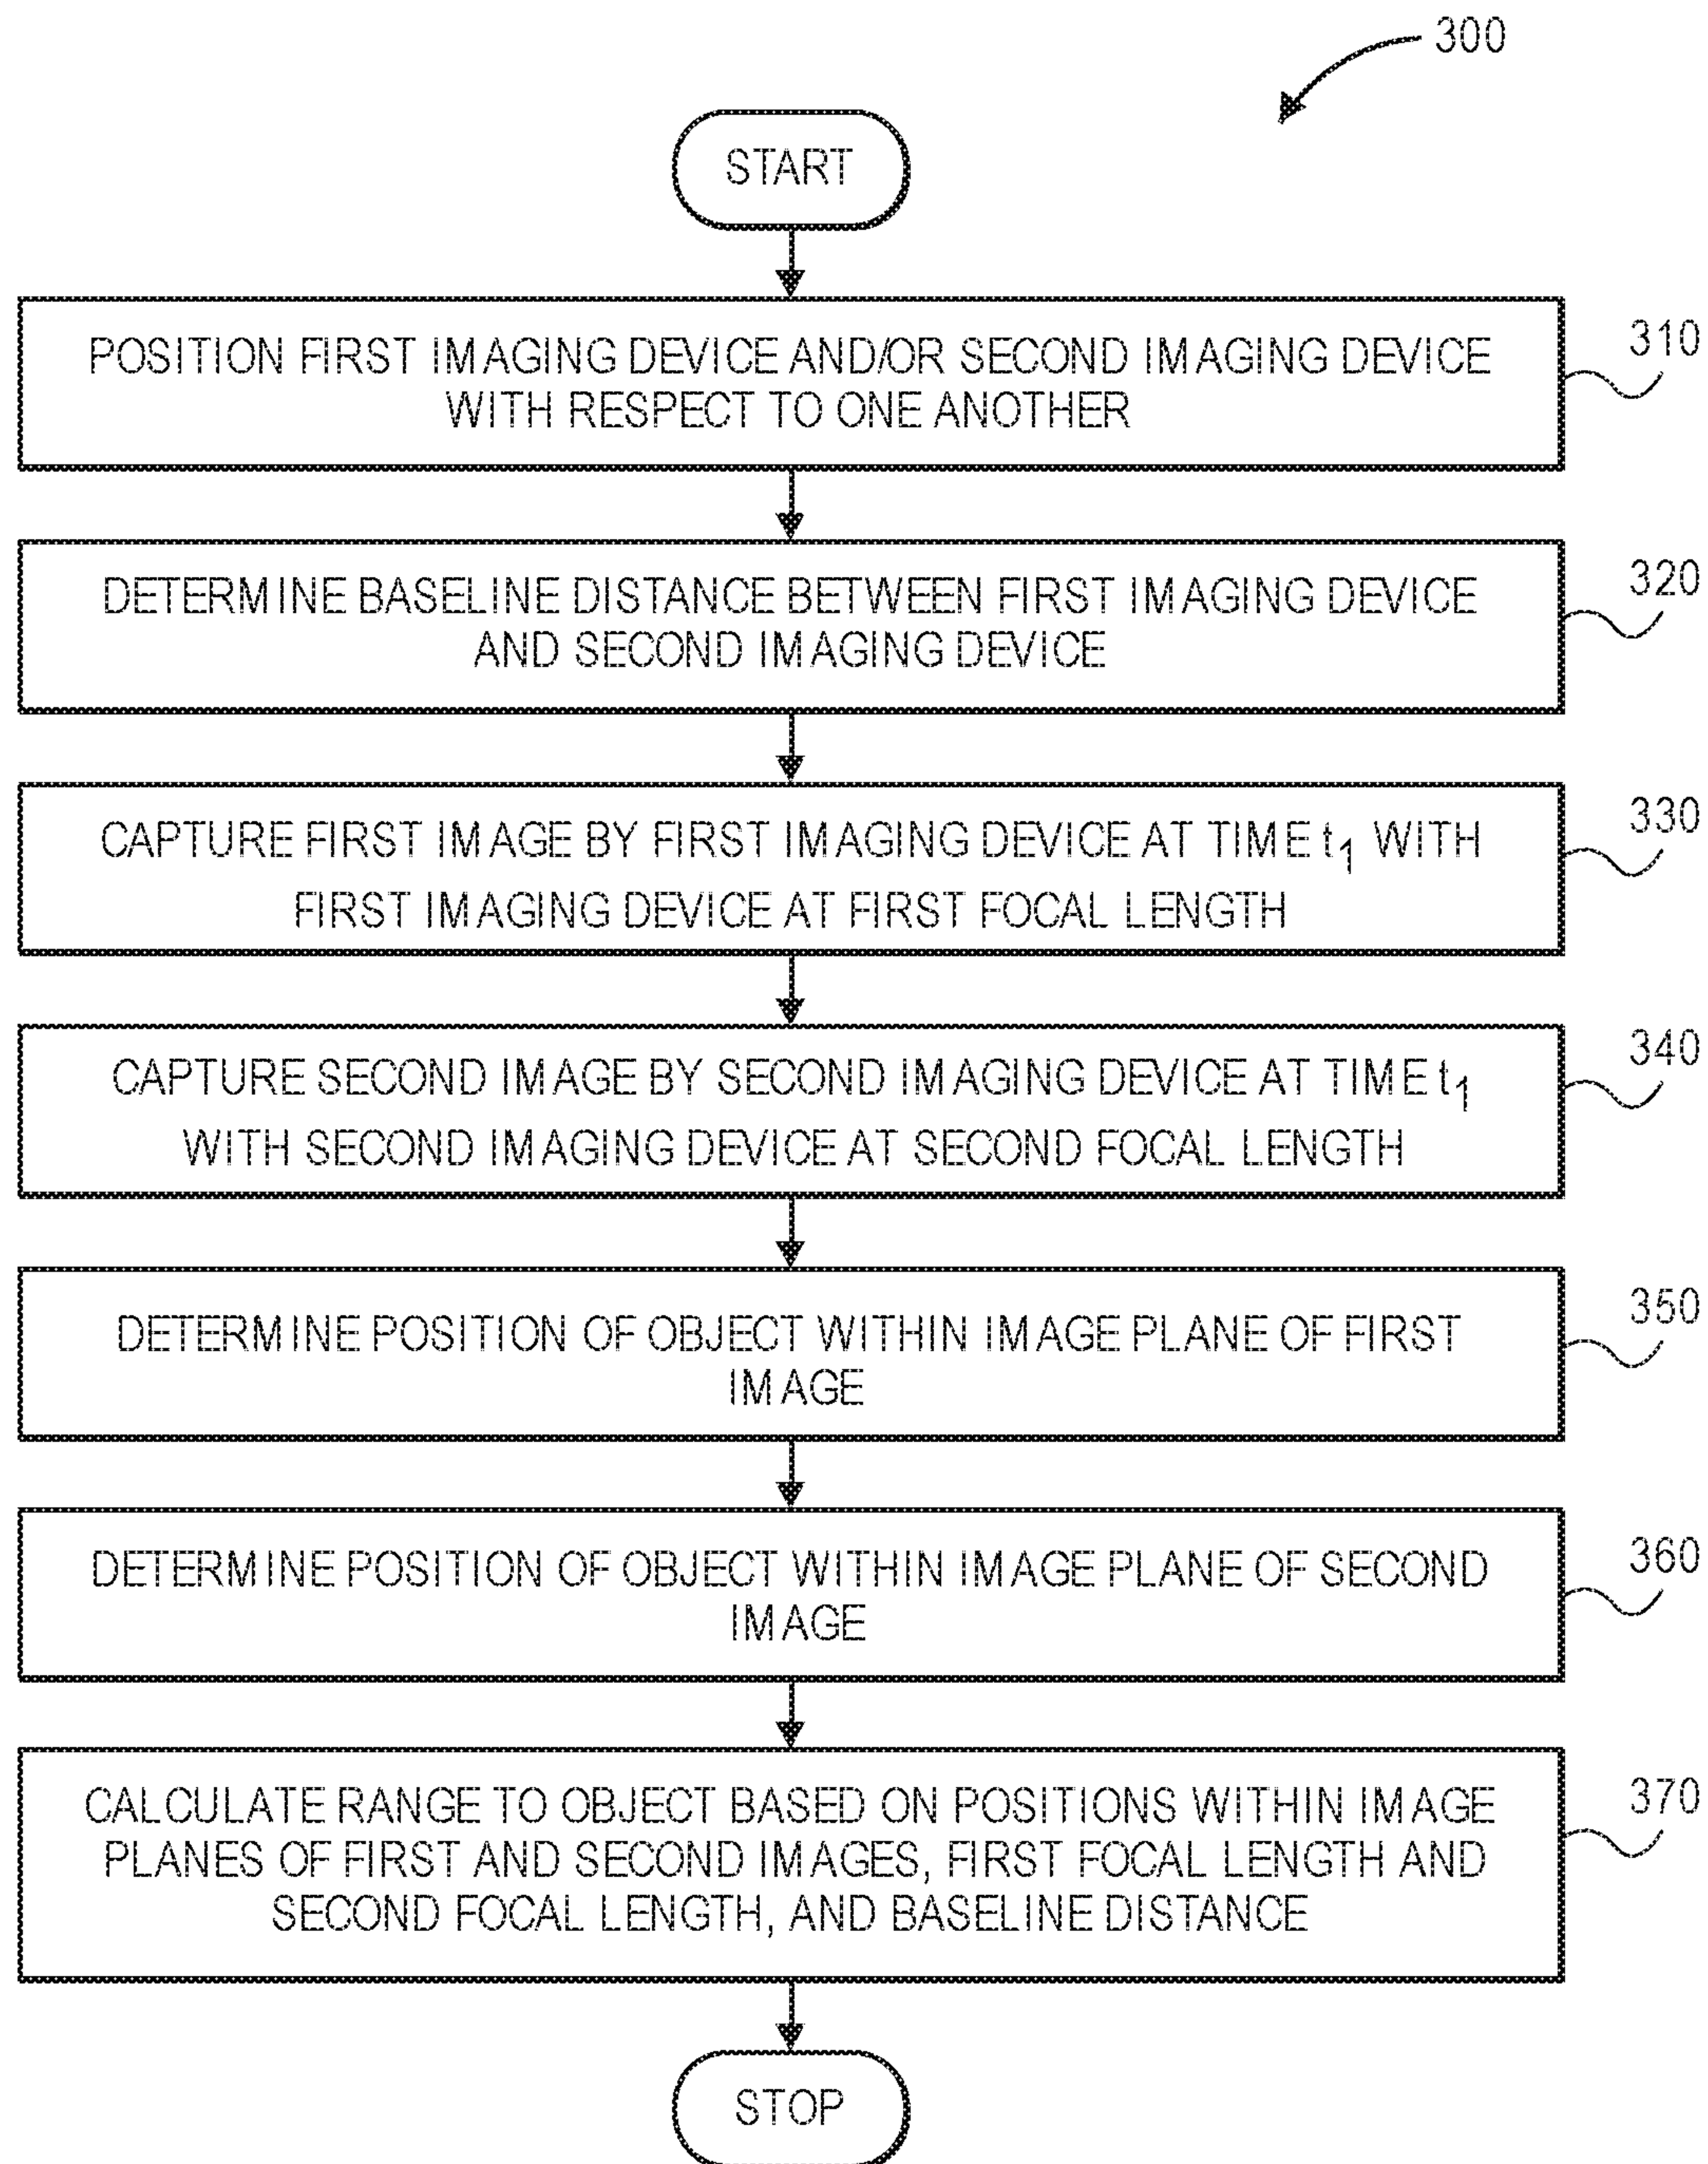 300
START
POSITION FIRST IMAGING DEVICE AND/OR SECOND IMAGING DEVICE
WITH RESPECT TO ONE ANOTHER
310
DETERMINE BASELINE DISTANCE BETWEEN FIRST IMAGING DEVICE
AND SECOND IMAGING DEVICE
320
CAPTURE FIRST IMAGE BY FIRST IMAGING DEVICE AT TIME t₁ WITH
FIRST IMAGING DEVICE AT FIRST FOCAL LENGTH
330
CAPTURE SECOND IMAGE BY SECOND IMAGING DEVICE AT TIME t₁
WITH SECOND IMAGING DEVICE AT SECOND FOCAL LENGTH
340
DETERMINE POSITION OF OBJECT WITHIN IMAGE PLANE OF FIRST
IMAGE
350
DETERMINE POSITION OF OBJECT WITHIN IMAGE PLANE OF SECOND
IMAGE
360
CALCULATE RANGE TO OBJECT BASED ON POSITIONS WITHIN IMAGE
PLANES OF FIRST AND SECOND IMAGES, FIRST FOCAL LENGTH AND
SECOND FOCAL LENGTH, AND BASELINE DISTANCE
370
STOP